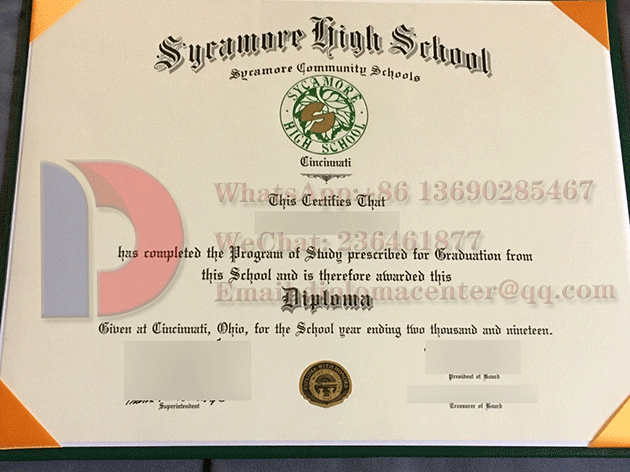 Sycamore High School
Sycamore Community Schools
SYCAMORE
HIGH SCHOOL
Cincinnati
WhatsApp:+86 13690285467
This Certifies That
WeChat: 236461877
has completed the Program of Study prescribed for Graduation from
this School and is therefore awarded this
Email:diplomacenter@qq.com
Diploma
Given at Cincinnati, Ohio, for the School year ending two thousand and nineteen.
President of Board
Superintendent
Treasurer of Board